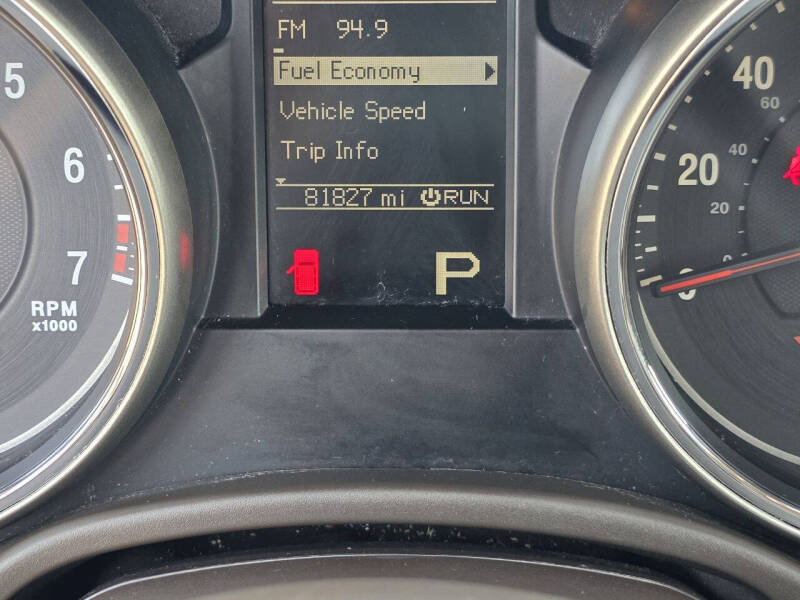 FM 94.9
Fuel Economy
Vehicle Speed
Trip Info
81827 mi RUN
P
5
6
7
RPM
x1000
40
60
20
40
20
0